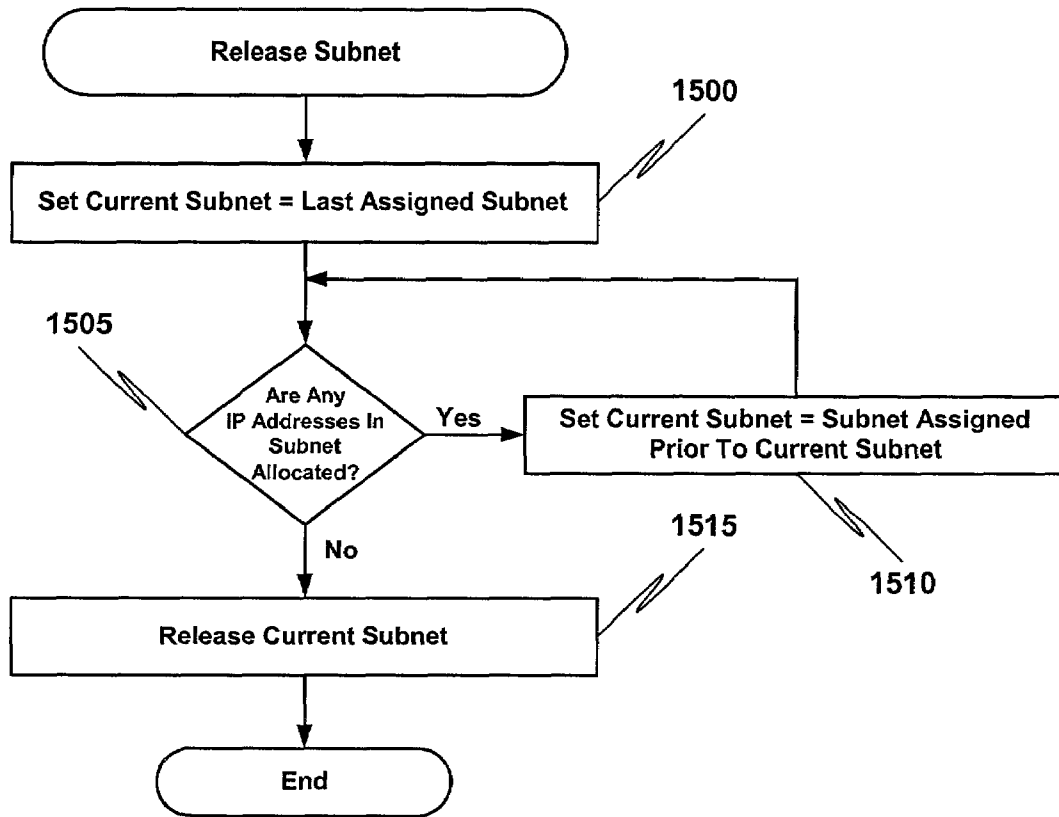 Release Subnet
1500
Set Current Subnet = Last Assigned Subnet
1505
Are Any
IP Addresses In
Subnet
Allocated?
Yes
Set Current Subnet = Subnet Assigned
Prior To Current Subnet
1510
No
1515
Release Current Subnet
End